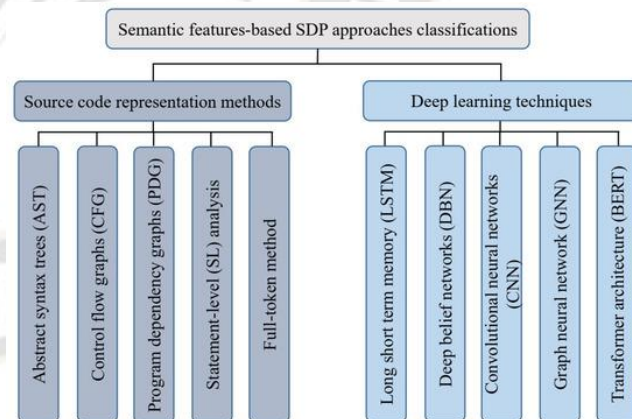 Semantic features-based SDP approaches classifications
Source code representation methods
Deep learning techniques
Abstract syntax trees (AST)
Control flow graphs (CFG)
Program dependency graphs (PDG)
Statement-level (SL) analysis
Full-token method
Long short term memory (LSTM)
Deep belief networks (DBN)
Convolutional neural networks
(CNN)
Graph neural network (GNN)
Transformer architecture (BERT)